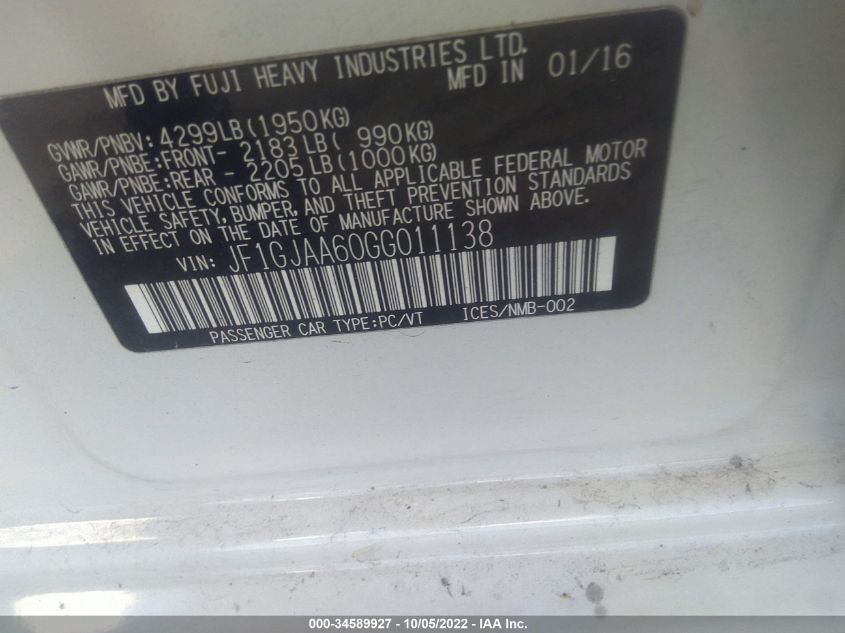 MFD BY FUJI HEAVY INDUSTRIES LTD.
MFD IN 01/16
GVWR/PNBV: 4299LB(1950KG)
GAWR/PNBE:FRONT- 2183LB( 990KG)
GAWR/PNBE:REAR - 2205LB(1000KG)
THIS VEHICLE CONFORMS TO ALL APPLICABLE FEDERAL MOTOR
VEHICLE SAFETY, BUMPER, AND THEFT PREVENTION STANDARDS
IN EFFECT ON THE DATE OF MANUFACTURE SHOWN ABOVE.
VIN: JF1GJAA60GG011138
PASSENGER CAR TYPE:PC/VT ICES/NMB-002
000-34589927 - 10/05/2022 - IAA Inc.